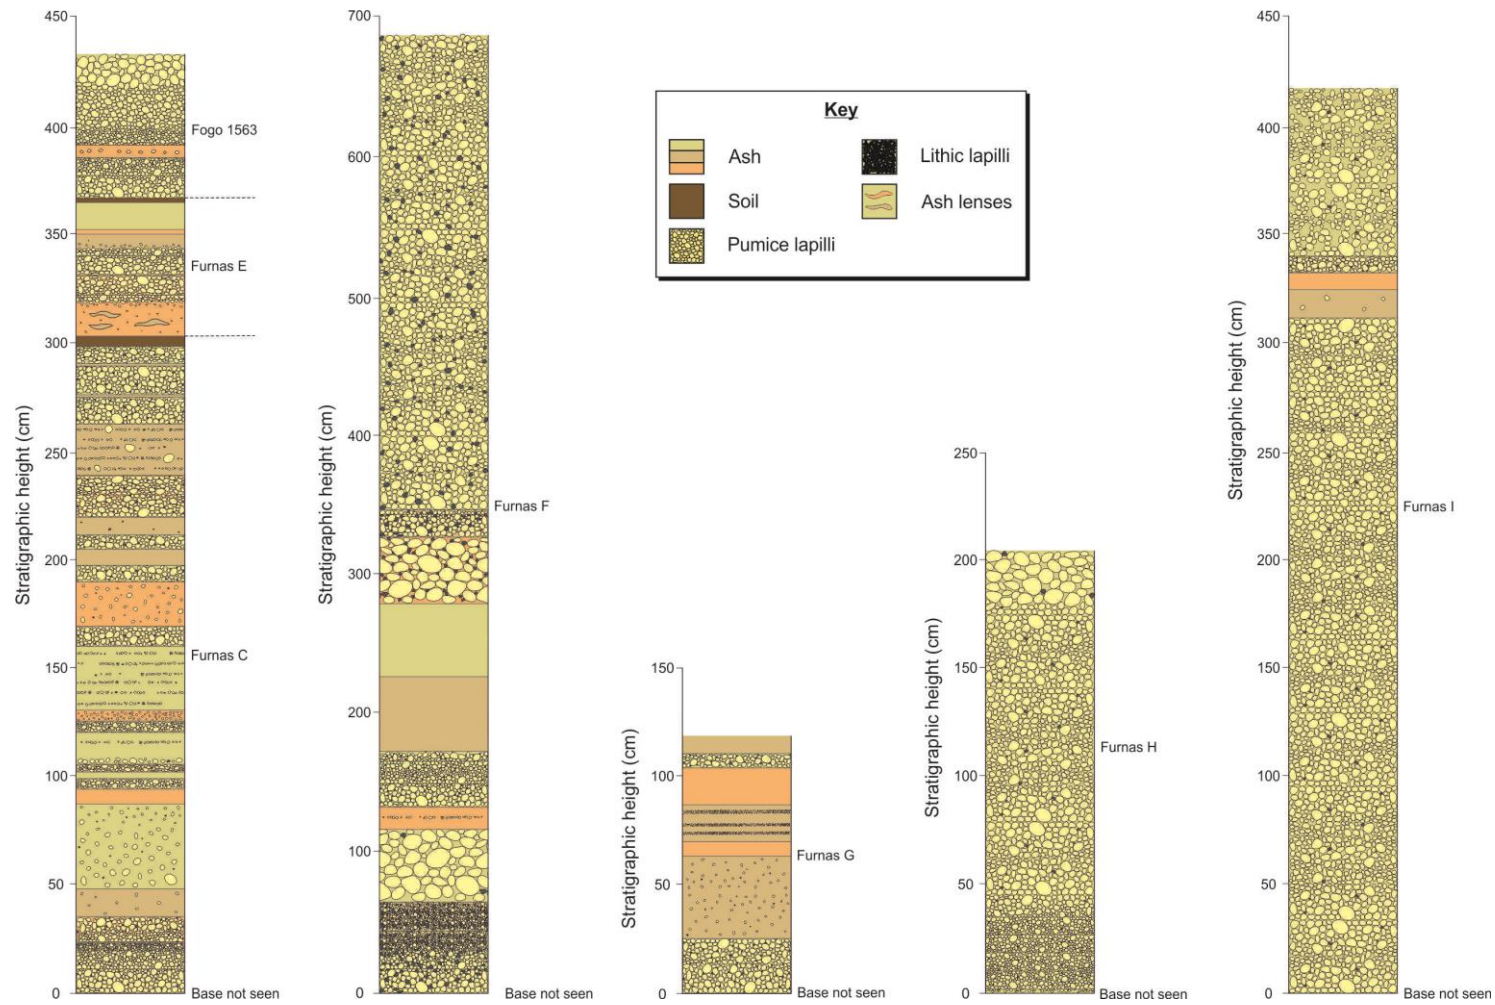 450
400
350
300
250
200
150
100
50
0
Stratigraphic height (cm)
Fogo 1563
Furnas E
Furnas C
Base not seen
700
600
500
400
300
200
100
0
Stratigraphic height (cm)
Furnas F
Base not seen
Key
Ash
Soil
Pumice lapilli
Lithic lapilli
Ash lenses
150
100
50
0
Stratigraphic height (cm)
Furnas G
Base not seen
250
200
150
100
50
0
Stratigraphic height (cm)
Furnas H
Base not seen
450
400
350
300
250
200
150
100
50
0
Stratigraphic height (cm)
Furnas I
Base not seen